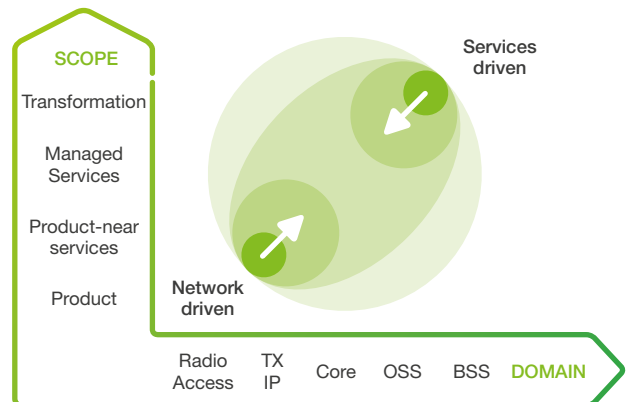 SCOPE
Transformation
Managed
Services
Product-near
services
Product
Services
driven
Network
driven
Radio
Access
TX
IP
Core
OSS
BSS
DOMAIN